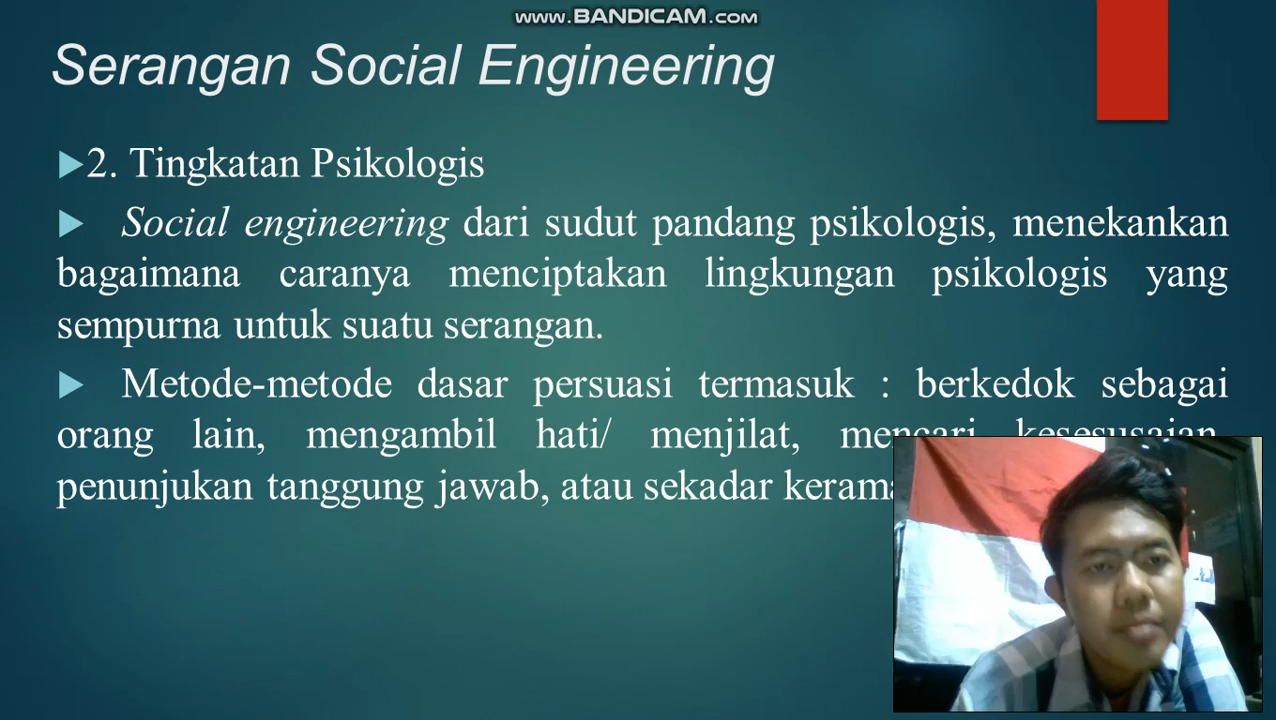 www.BANDICAM.com
Serangan Social Engineering
2. Tingkatan Psikologis
Social engineering dari sudut pandang psikologis, menekankan
bagaimana caranya menciptakan lingkungan psikologis yang
sempurna untuk suatu serangan.
Metode-metode dasar persuasi termasuk : berkedok sebagai
orang lain, mengambil hati/ menjilat, mencari kesesuaian,
penunjukan tanggung jawab, atau sekadar